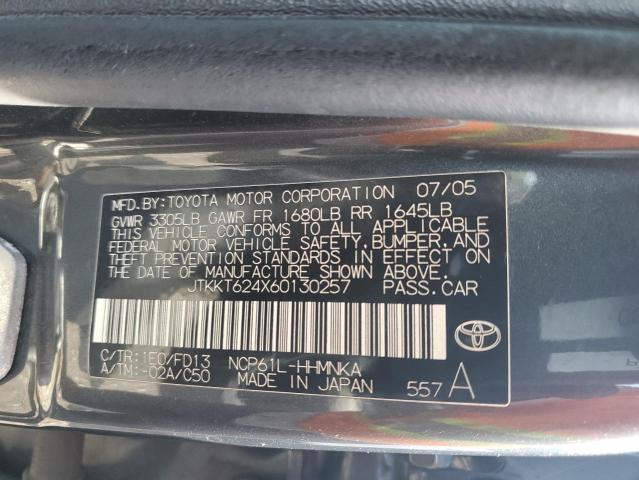 MFD.BY:TOYOTA MOTOR CORPORATION 07/05
GVWR 3305LB GAWR FR 1680LB RR 1645LB
THIS VEHICLE CONFORMS TO ALL APPLICABLE
FEDERAL MOTOR VEHICLE SAFETY,BUMPER,AND
THEFT PREVENTION STANDARDS IN EFFECT ON
THE DATE OF MANUFACTURE SHOWN ABOVE.
JTKKT624X60130257 PASS.CAR
C/TR:1E0/FD13 NCP61L-HHMNKA
A/TM:-02A/C50 MADE IN JAPAN 557A